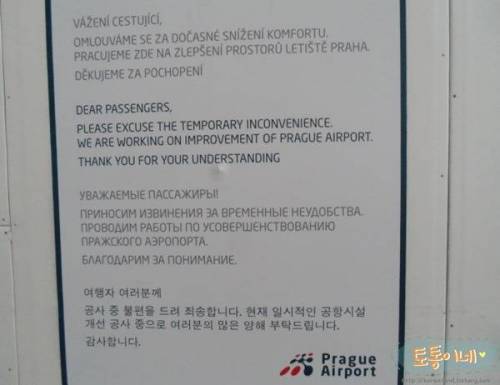 VÁŽENÍ CESTUJÍCÍ,
OMLOUVÁME SE ZA DOČASNÉ SNÍŽENÍ KOMFORTU.
PRACUJEME ZDE NA ZLEPŠENÍ PROSTORŮ LETIŠTĚ PRAHA.
DĚKUJEME ZA POCHOPENÍ
DEAR PASSENGERS,
PLEASE EXCUSE THE TEMPORARY INCONVENIENCE.
WE ARE WORKING ON IMPROVEMENT OF PRAGUE AIRPORT.
THANK YOU FOR YOUR UNDERSTANDING
УВАЖАЕМЫЕ ПАССАЖИРЫ!
ПРИНОСИМ ИЗВИНЕНИЯ ЗА ВРЕМЕННЫЕ НЕУДОБСТВА.
ПРОВОДИМ РАБОТЫ ПО УСОВЕРШЕНСТВОВАНИЮ
ПРАЖСКОГО АЭРОПОРТА.
БЛАГОДАРИМ ЗА ПОНИМАНИЕ.
여행자 여러분께
공사 중 불편을 드려 죄송합니다. 현재 일시적인 공항시설
개선 공사 중으로 여러분의 많은 양해 부탁드립니다.
감사합니다.
Prague
Airport
토통이네